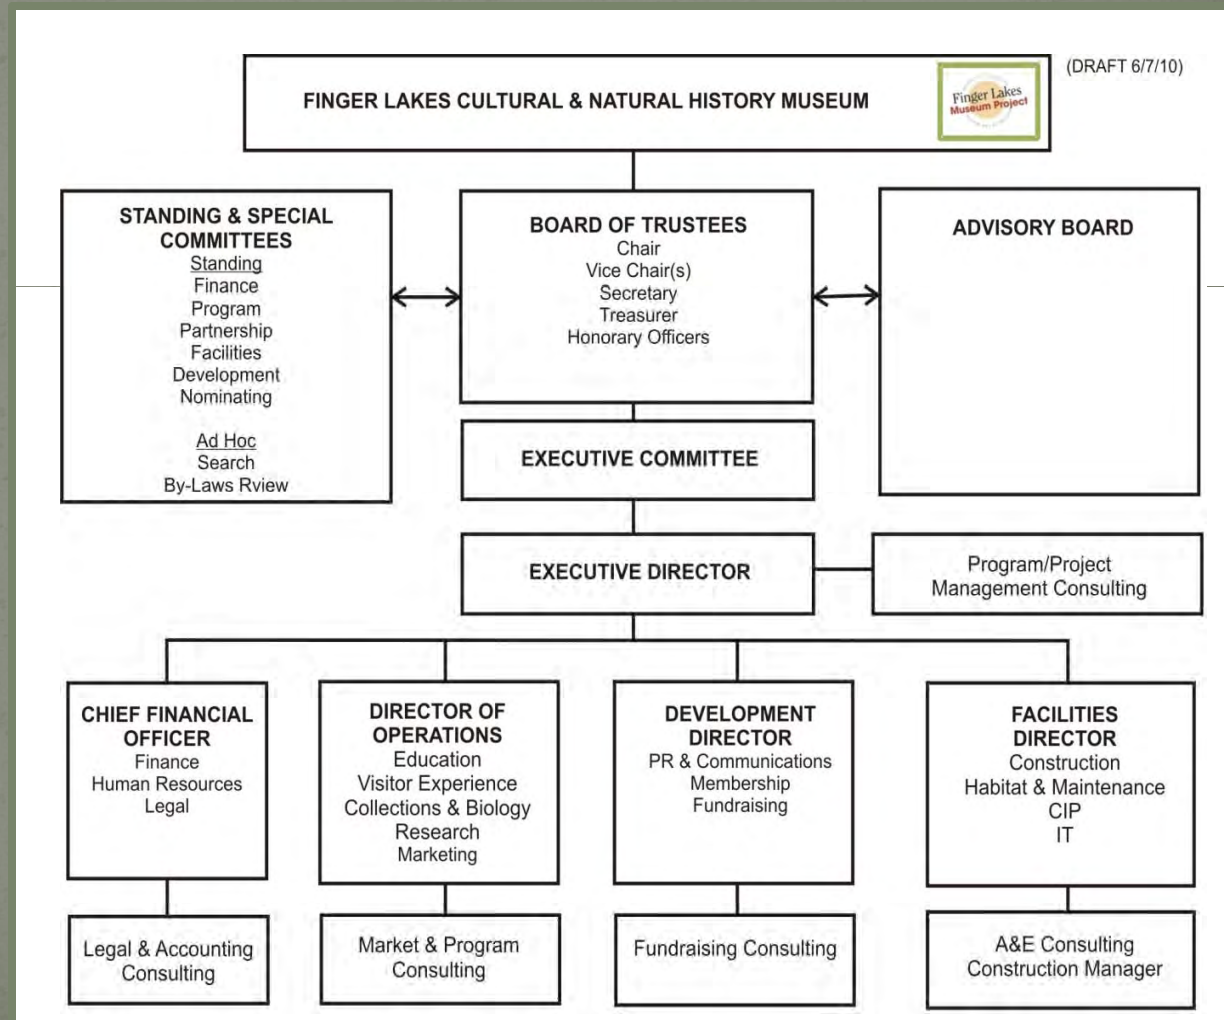 (DRAFT 6/7/10)
FINGER LAKES CULTURAL & NATURAL HISTORY MUSEUM
Finger Lakes
Museum Project
STANDING & SPECIAL
COMMITTEES
Standing
Finance
Program
Partnership
Facilities
Development
Nominating
Ad Hoc
Search
By-Laws Rview
BOARD OF TRUSTEES
Chair
Vice Chair(s)
Secretary
Treasurer
Honorary Officers
ADVISORY BOARD
EXECUTIVE COMMITTEE
EXECUTIVE DIRECTOR
Program/Project
Management Consulting
CHIEF FINANCIAL
OFFICER
Finance
Human Resources
Legal
DIRECTOR OF
OPERATIONS
Education
Visitor Experience
Collections & Biology
Research
Marketing
DEVELOPMENT
DIRECTOR
PR & Communications
Membership
Fundraising
FACILITIES
DIRECTOR
Construction
Habitat & Maintenance
CIP
IT
Legal & Accounting
Consulting
Market & Program
Consulting
Fundraising Consulting
A&E Consulting
Construction Manager